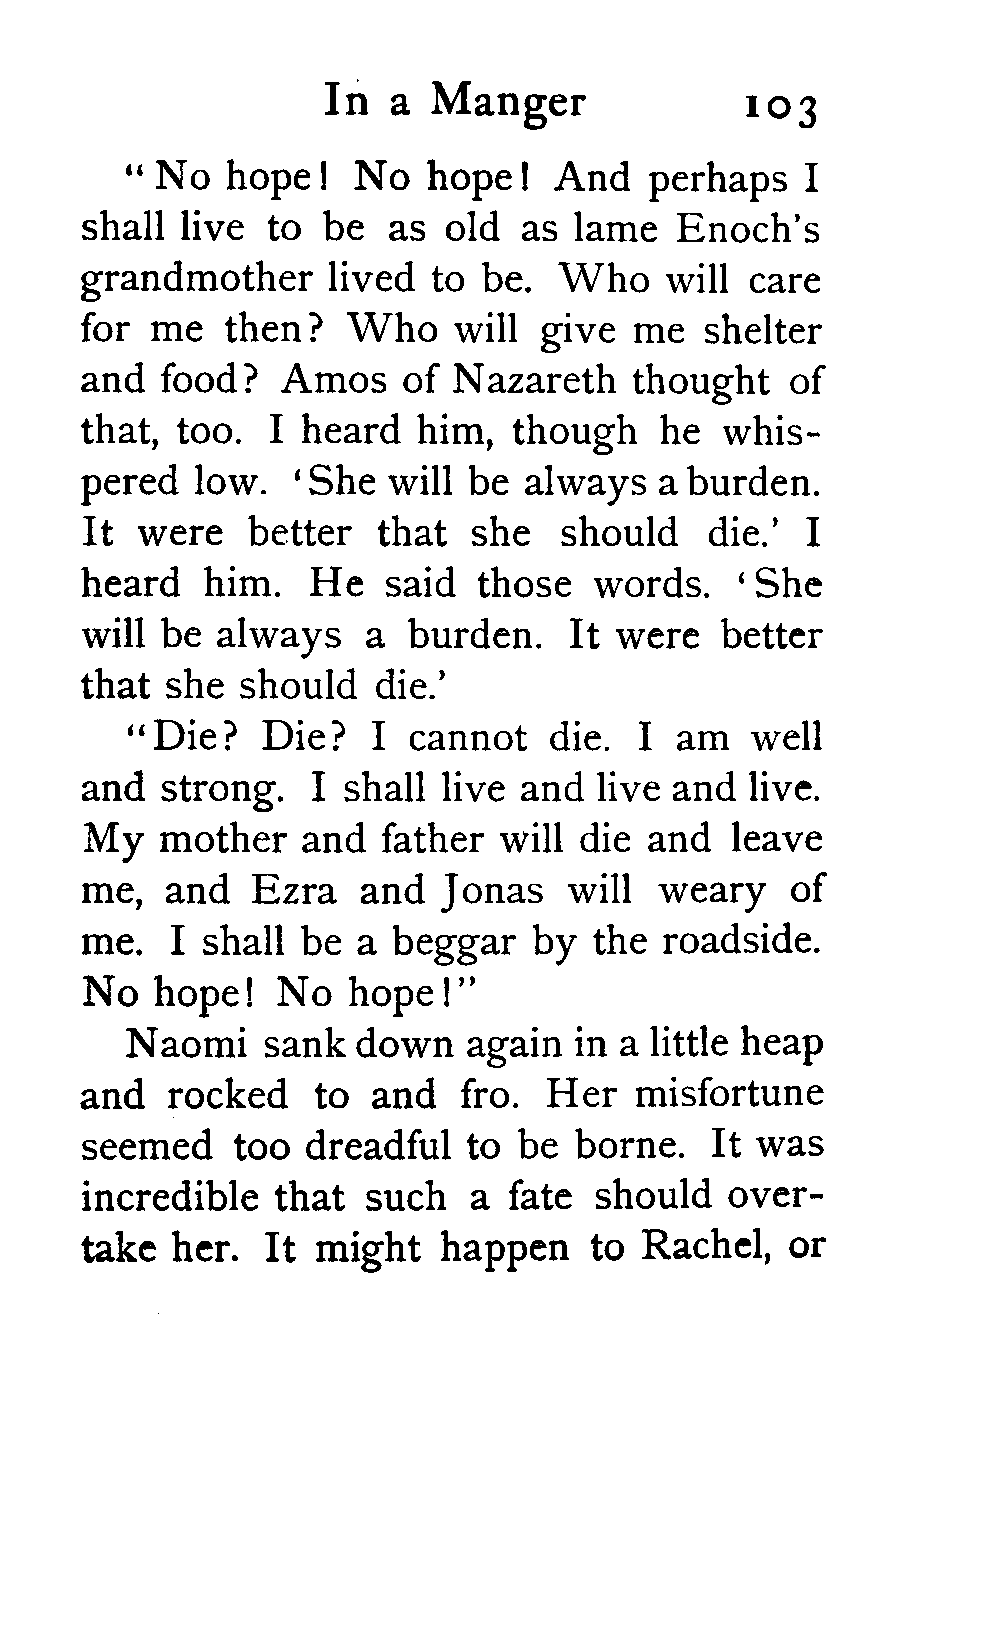 In a Manger 103
“ No hope! No hope! And perhaps I
shall live to be as old as lame Enoch's
grandmother lived to be. Who will care
for me then? Who will give me shelter
and food? Amos of Nazareth thought of
that, too. I heard him, though he whis-
pered low. ‘She will be always a burden.
It were better that she should die.’ I
heard him. He said those words. ‘She
will be always a burden. It were better
that she should die.’
“Die? Die? I cannot die. I am well
and strong. I shall live and live and live.
My mother and father will die and leave
me, and Ezra and Jonas will weary of
me. I shall be a beggar by the roadside.
No hope! No hope!”
Naomi sank down again in a little heap
and rocked to and fro. Her misfortune
seemed too dreadful to be borne. It was
incredible that such a fate should over-
take her. It might happen to Rachel, or